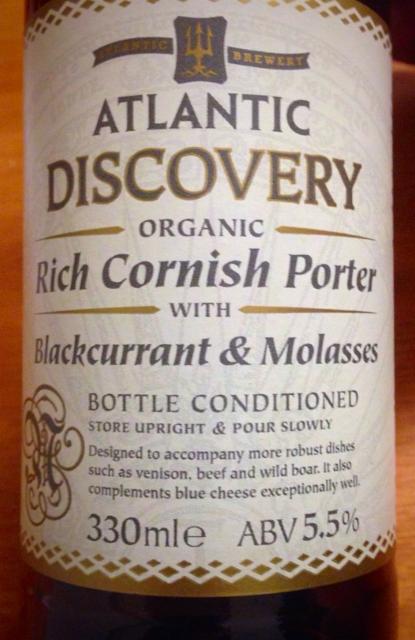 ATLANTIC BREWERY
ATLANTIC
DISCOVERY
ORGANIC
Rich Cornish Porter
WITH
Blackcurrant & Molasses
BOTTLE CONDITIONED
STORE UPRIGHT & POUR SLOWLY
Designed to accompany more robust dishes
such as venison, beef and wild boar. It also
complements blue cheese exceptionally well.
330ml e ABV 5.5%